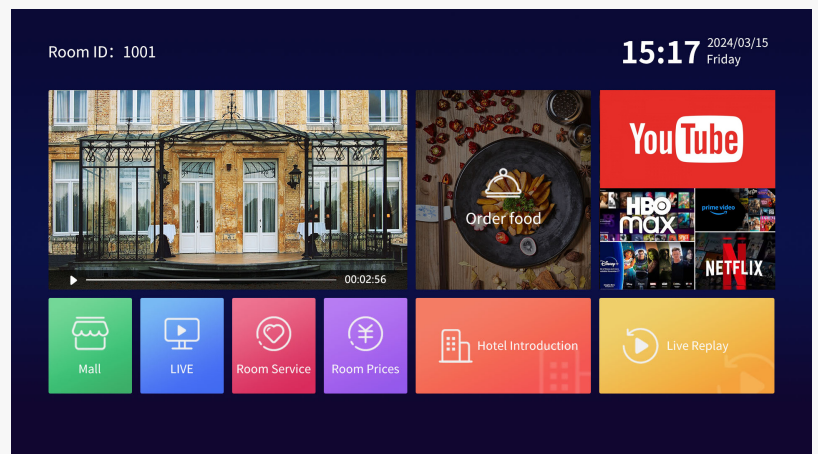 Room ID：1001
15:17
2024/03/15
Friday
Order food
YouTube
HBO
max
prime video
Disney+
NETFLIX
00:02:56
Mall
LIVE
Room Service
Room Prices
Hotel Introduction
Live Replay